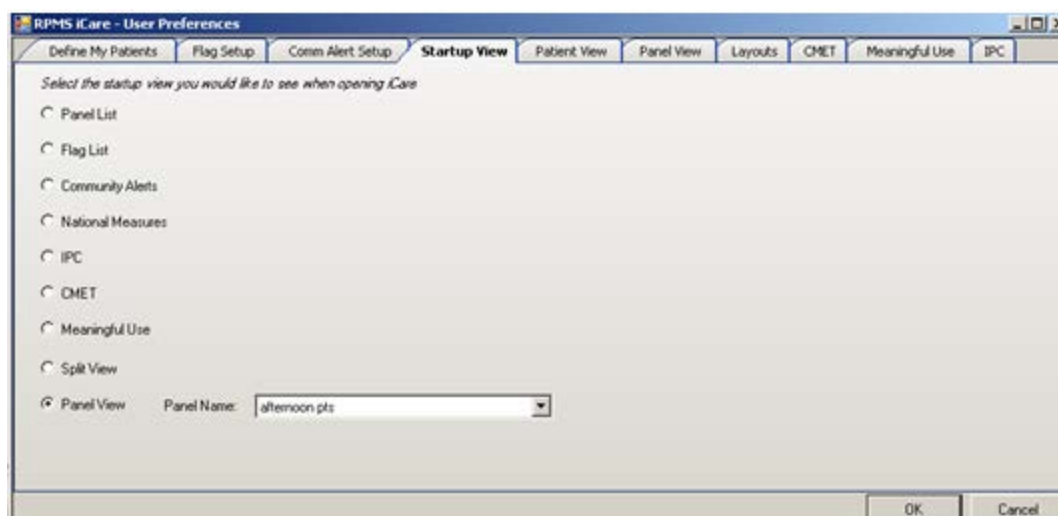 RPMS iCare - User Preferences
Define My Patients Flag Setup Comm Alert Setup Startup View Patient View Panel View Layouts CMET Meaningful Use IPC
Select the startup view you would like to see when opening iCare
Panel List
Flag List
Community Alerts
National Measures
IPC
CMET
Meaningful Use
Split View
Panel View Panel Name: afternoon pts
OK Cancel